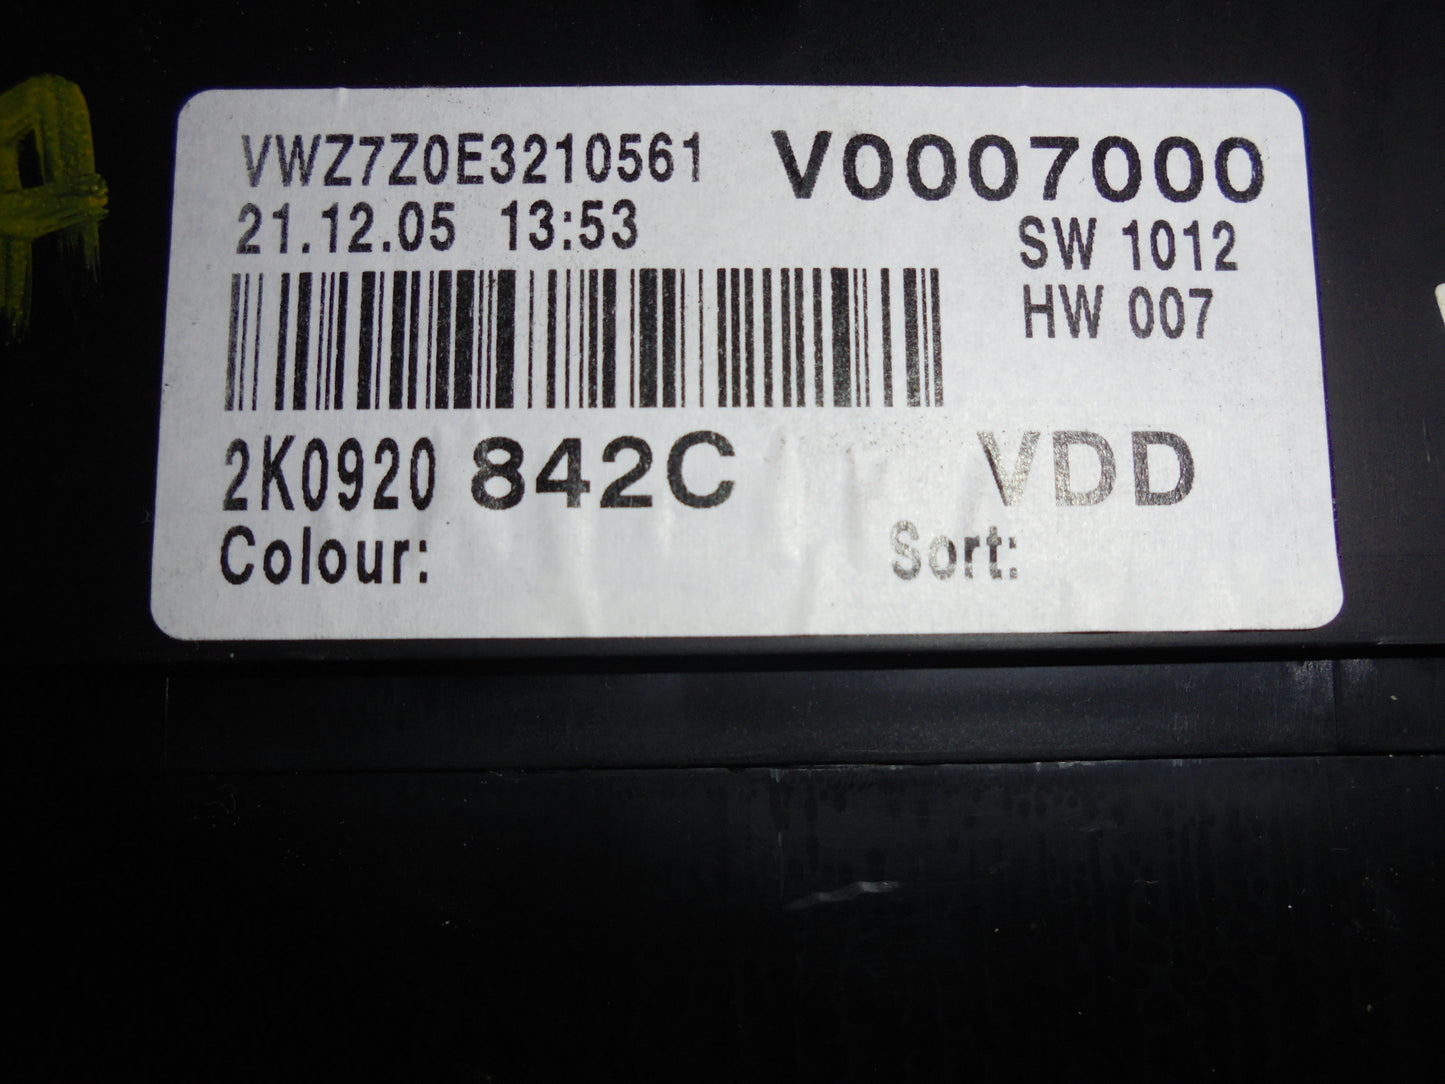 VWZ7Z0E3210561 V0007000
21.12.05 13:53 SW 1012
HW 007
2K0920 842C VDD
Colour: Sort: